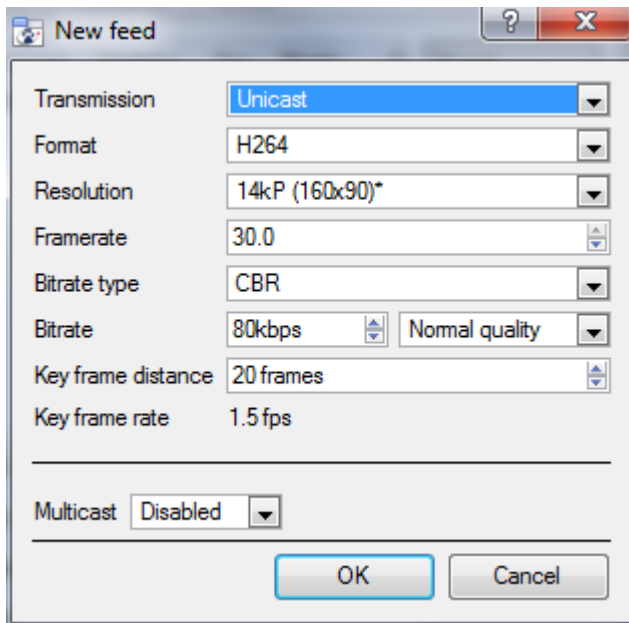 New feed
Transmission Unicast
Format H264
Resolution 14kP (160x90)*
Framerate 30.0
Bitrate type CBR
Bitrate 80kbps Normal quality
Key frame distance 20 frames
Key frame rate 1.5 fps
Multicast Disabled
OK Cancel